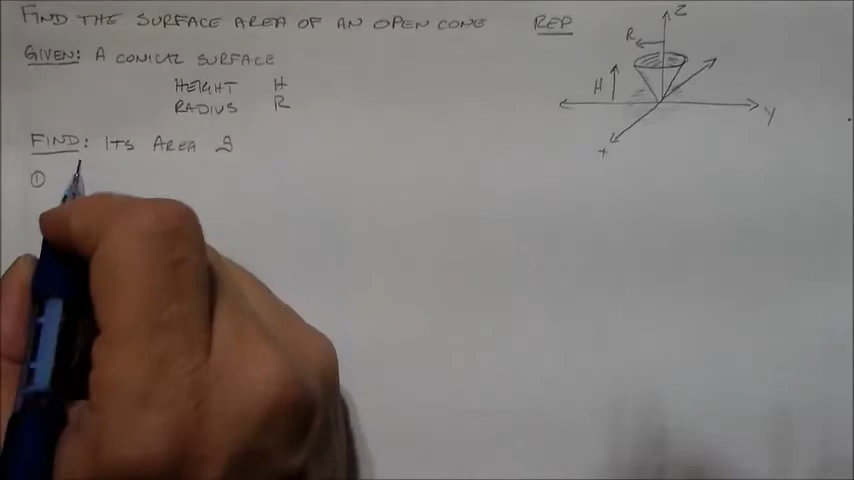 FIND THE SURFACE AREA OF AN OPEN CONE REP
GIVEN: A CONICAL SURFACE
HEIGHT H
RADIUS R
FIND: ITS AREA S
①
Z
R
H
Y
X